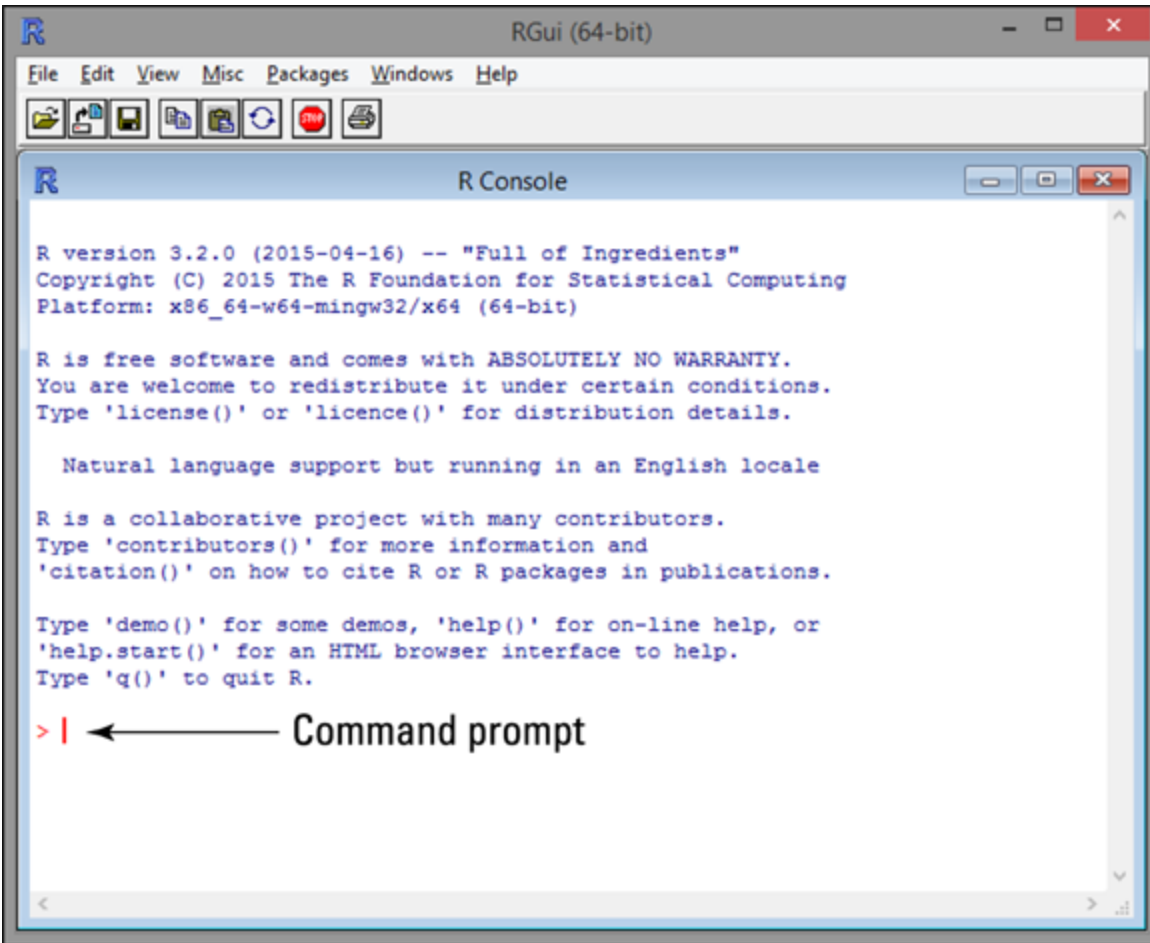 RGui (64-bit)
File Edit View Misc Packages Windows Help
STOP
R Console
R version 3.2.0 (2015-04-16) -- "Full of Ingredients"
Copyright (C) 2015 The R Foundation for Statistical Computing
Platform: x86_64-w64-mingw32/x64 (64-bit)
R is free software and comes with ABSOLUTELY NO WARRANTY.
You are welcome to redistribute it under certain conditions.
Type 'license()' or 'licence()' for distribution details.
Natural language support but running in an English locale
R is a collaborative project with many contributors.
Type 'contributors()' for more information and
'citation()' on how to cite R or R packages in publications.
Type 'demo()' for some demos, 'help()' for on-line help, or
'help.start()' for an HTML browser interface to help.
Type 'q()' to quit R.
> Command prompt